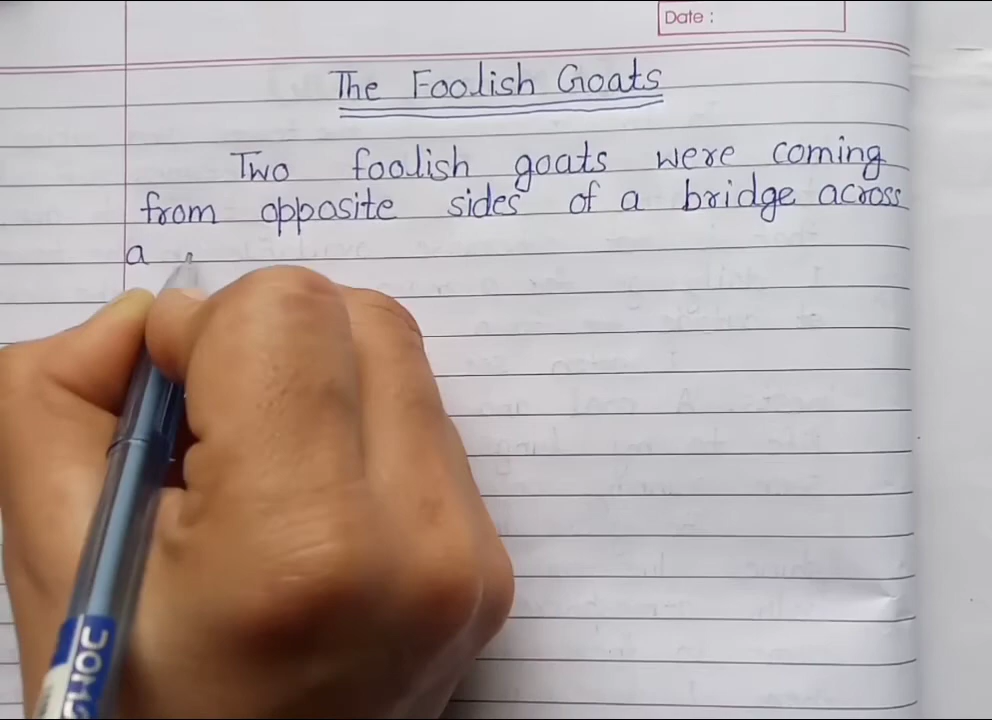 Date :
The Foolish Goats
Two foolish goats were coming
from opposite sides of a bridge across
a